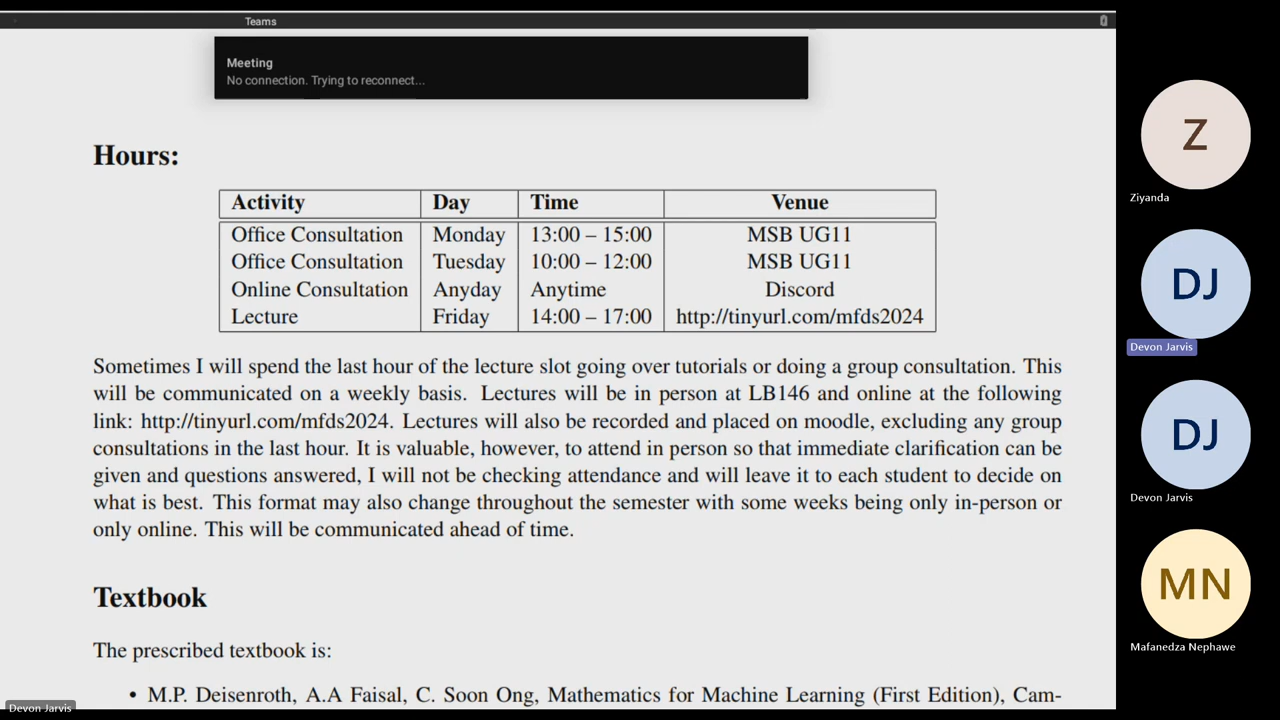 Teams
Meeting
No connection. Trying to reconnect...
Hours:
Activity Day Time Venue
Office Consultation Monday 13:00 – 15:00 MSB UG11
Office Consultation Tuesday 10:00 – 12:00 MSB UG11
Online Consultation Anyday Anytime Discord
Lecture Friday 14:00 – 17:00 http://tinyurl.com/mfds2024
Sometimes I will spend the last hour of the lecture slot going over tutorials or doing a group consultation. This
will be communicated on a weekly basis. Lectures will be in person at LB146 and online at the following
link: http://tinyurl.com/mfds2024. Lectures will also be recorded and placed on moodle, excluding any group
consultations in the last hour. It is valuable, however, to attend in person so that immediate clarification can be
given and questions answered, I will not be checking attendance and will leave it to each student to decide on
what is best. This format may also change throughout the semester with some weeks being only in-person or
only online. This will be communicated ahead of time.
Textbook
The prescribed textbook is:
• M.P. Deisenroth, A.A Faisal, C. Soon Ong, Mathematics for Machine Learning (First Edition), Cam-
Devon Jarvis
Z
Ziyanda
DJ
Devon Jarvis
DJ
Devon Jarvis
MN
Mafanedza Nephawe